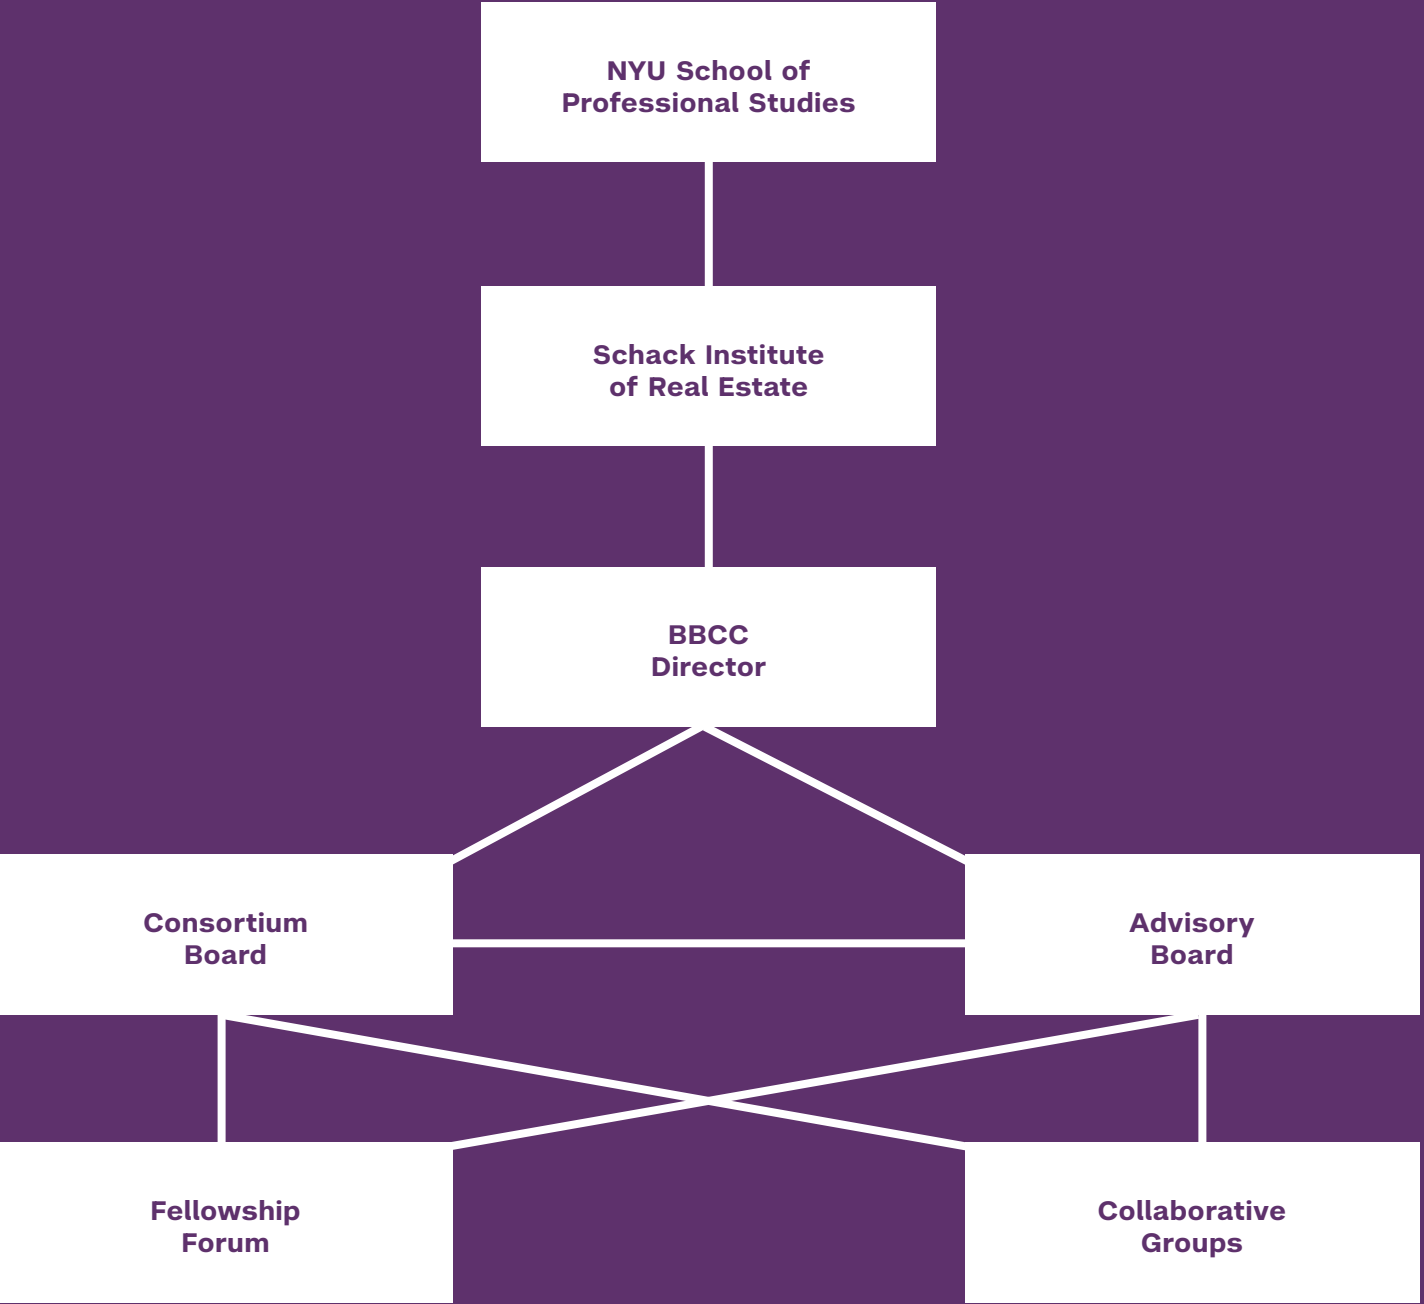 NYU School of
Professional Studies
Schack Institute
of Real Estate
BBCC
Director
Consortium
Board
Advisory
Board
Fellowship
Forum
Collaborative
Groups